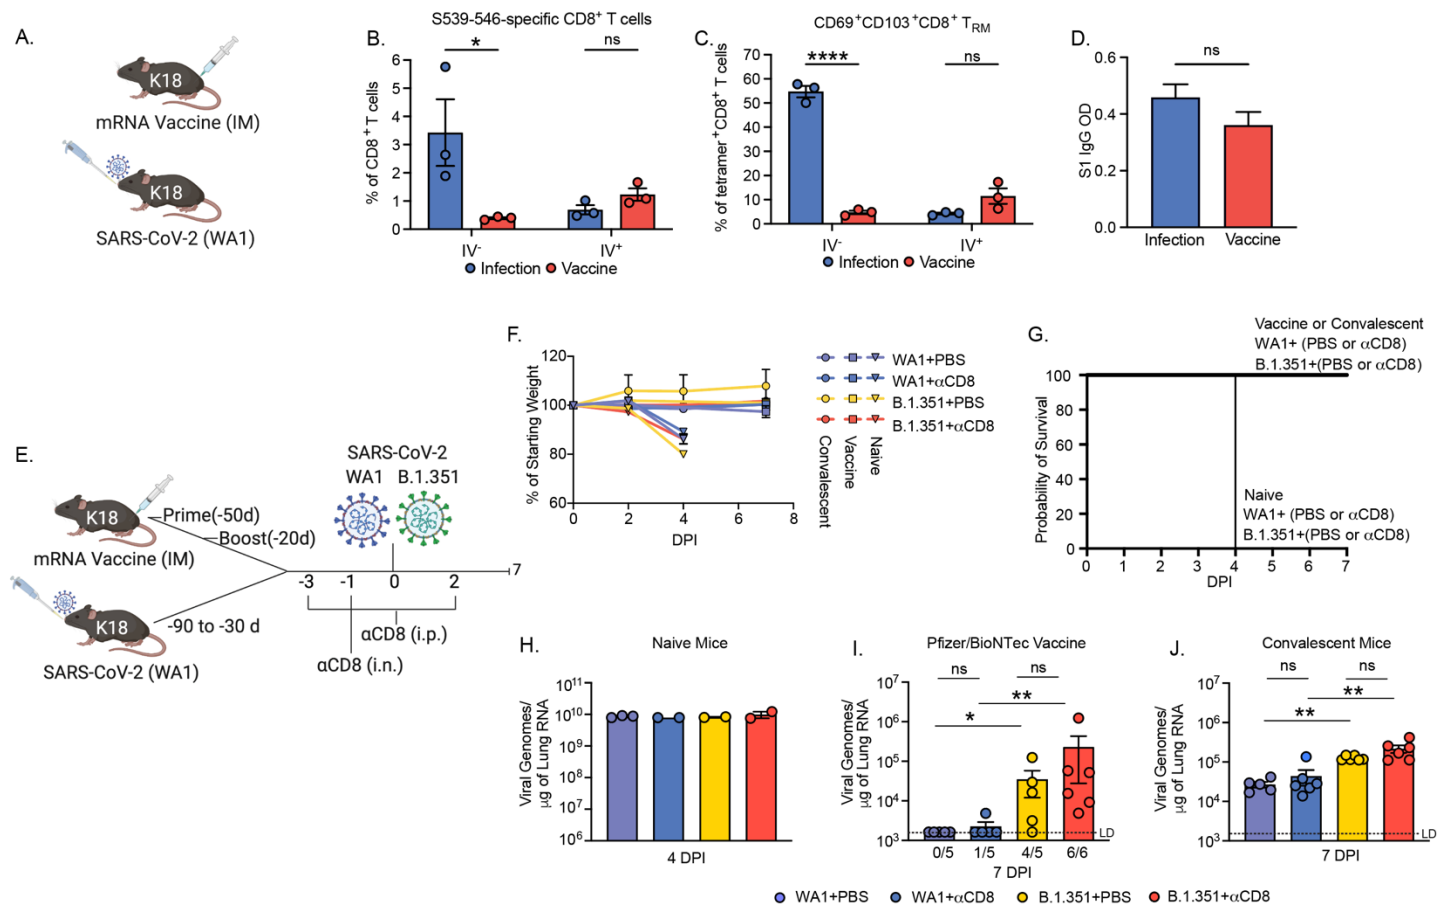 A.
K18
mRNA Vaccine (IM)
K18
SARS-CoV-2 (WA1)
B.
S539-546-specific CD8⁺ T cells
*
ns
% of CD8⁺ T cells
6
5
4
3
2
1
0
IV⁻
IV⁺
Infection
Vaccine
C.
CD69⁺CD103⁺CD8⁺ T_RM
****
ns
% of tetramer⁺CD8⁺ T cells
70
60
50
40
30
20
10
0
IV⁻
IV⁺
Infection
Vaccine
D.
ns
S1 IgG OD
0.6
0.4
0.2
0.0
Infection
Vaccine
E.
K18
mRNA Vaccine (IM)
Prime(-50d)
Boost(-20d)
K18
SARS-CoV-2 (WA1)
-90 to -30 d
SARS-CoV-2
WA1
B.1.351
-3
-1
0
2
7
αCD8 (i.p.)
αCD8 (i.n.)
F.
% of Starting Weight
120
100
80
60
0
2
4
6
8
DPI
WA1+PBS
WA1+αCD8
B.1.351+PBS
B.1.351+αCD8
Convalescent
Vaccine
Naive
G.
Vaccine or Convalescent
WA1+ (PBS or αCD8)
B.1.351+(PBS or αCD8)
Probability of Survival
100
80
60
40
20
0
Naive
WA1+ (PBS or αCD8)
B.1.351+(PBS or αCD8)
0
1
2
3
4
5
6
7
DPI
H.
Naive Mice
Viral Genomes/
μg of Lung RNA
10¹¹
10¹⁰
10⁹
10⁸
10⁷
10⁶
4 DPI
I.
Pfizer/BioNTec Vaccine
ns
ns
**
*
Viral Genomes/
μg of Lung RNA
10⁷
10⁶
10⁵
10⁴
10³
LD
0/5
1/5
4/5
6/6
7 DPI
J.
Convalescent Mice
ns
ns
**
**
Viral Genomes/
μg of Lung RNA
10⁷
10⁶
10⁵
10⁴
10³
LD
7 DPI
WA1+PBS
WA1+αCD8
B.1.351+PBS
B.1.351+αCD8